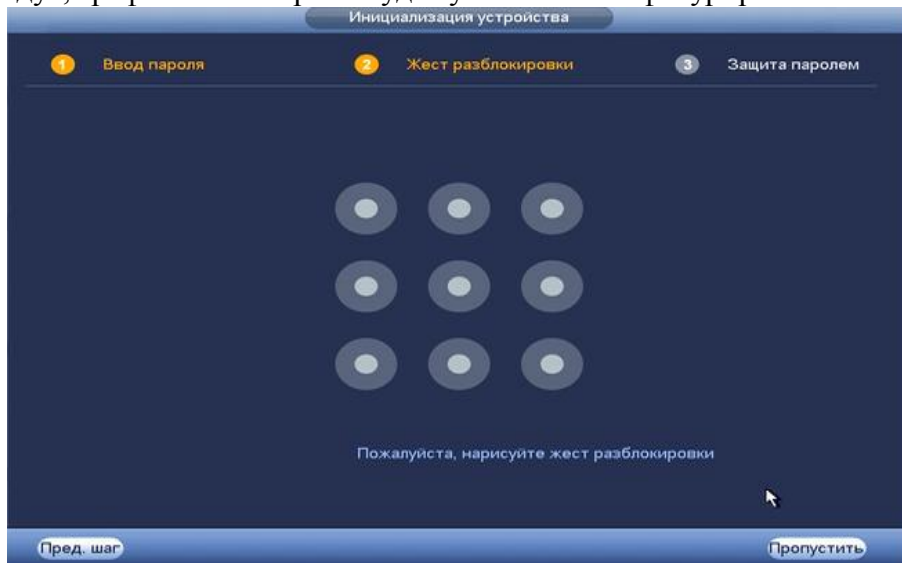 Инициализация устройства
1 Ввод пароля 2 Жест разблокировки 3 Защита паролем
Пожалуйста, нарисуйте жест разблокировки
Пред. шаг Пропустить